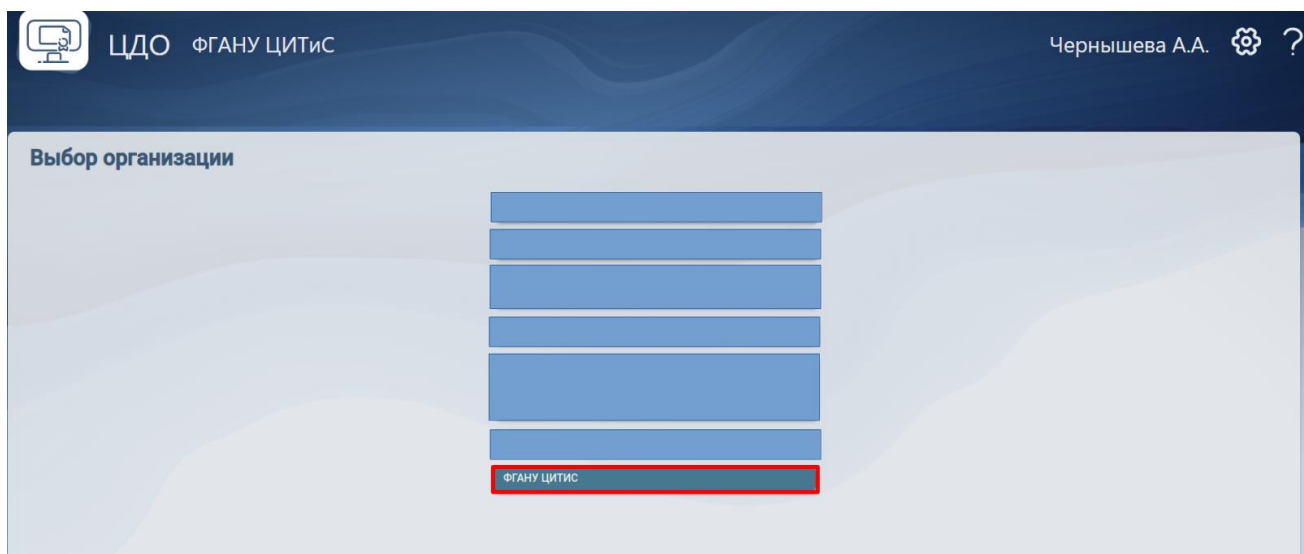 ЦДО ФГАНУ ЦИТиС Чернышева А.А. ?
Выбор организации
ФГАНУ ЦИТИС